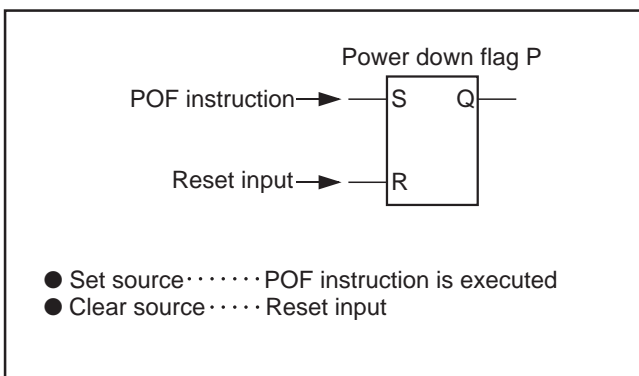 Power down flag P
POF instruction
S Q
Reset input
R
● Set source · · · · · · · POF instruction is executed
● Clear source · · · · · Reset input